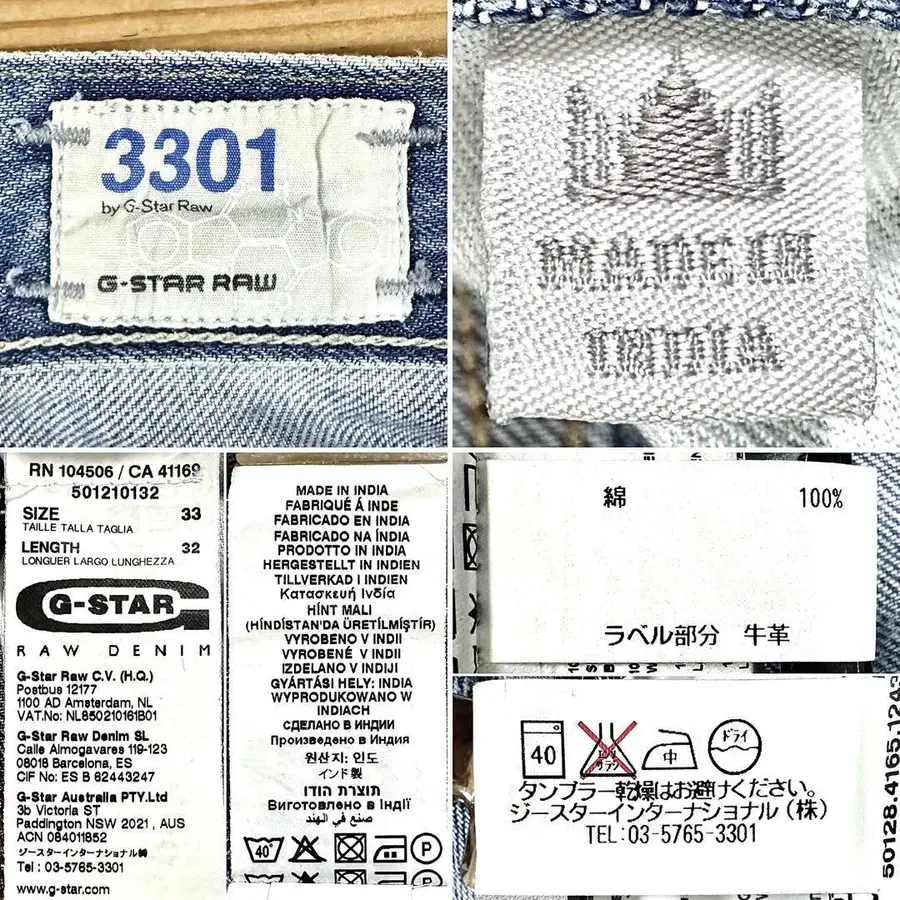 3301
by G-Star Raw
G-STAR RAW
MADE IN
INDIA
RN 104506 / CA 41169
501210132
SIZE 33
TAILLE TALLA TAGLIA
LENGTH 32
LONGUER LARGO LUNGHEZZA
G-STAR
RAW DENIM
G-Star Raw C.V. (H.Q.)
Postbus 12177
1100 AD Amsterdam, NL
VAT.No: NL850210161B01
G-Star Raw Denim SL
Calle Almogavares 119-123
08018 Barcelona, ES
CIF No: ES B 62443247
G-Star Australia PTY.Ltd
3b Victoria ST
Paddington NSW 2021 , AUS
ACN 084011852
ジースターインターナショナル㈱
Tel : 03-5765-3301
www.g-star.com
MADE IN INDIA
FABRIQUÉ Á INDE
FABRICADO EN INDIA
FABRICADO NA ÍNDIA
PRODOTTO IN INDIA
HERGESTELLT IN INDIEN
TILLVERKAD I INDIEN
Κατασκευή Ινδία
HİNT MALI
(HİNDİSTAN'DA ÜRETİLMİŞTİR)
VYROBENO V INDII
VYROBENÉ V INDII
IZDELANO V INDIJI
GYÁRTÁSI HELY: INDIA
WYPRODUKOWANO W
INDIACH
СДЕЛАНО В ИНДИИ
Произведено в Индия
원산지: 인도
インド製
תוצרת הודו
Виготовлено в Індії
صنع في الهند
40°
P
綿 100%
ラベル部分 牛革
40
エンソ
サラシ
中
ドライ
タンブラー乾燥はお避けください。
ジースターインターナショナル(株)
TEL:03-5765-3301
50128.4165.1243